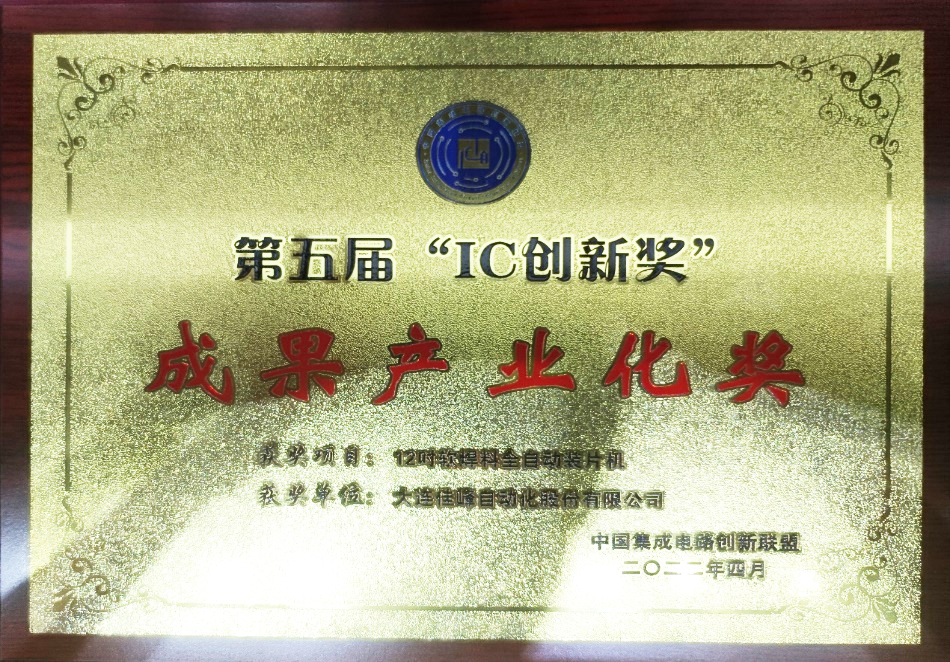 第五届“IC创新奖”
成果产业化奖
获奖项目：12吋软焊料全自动装片机
获奖单位：大连佳峰自动化股份有限公司
中国集成电路创新联盟
二〇二二年四月